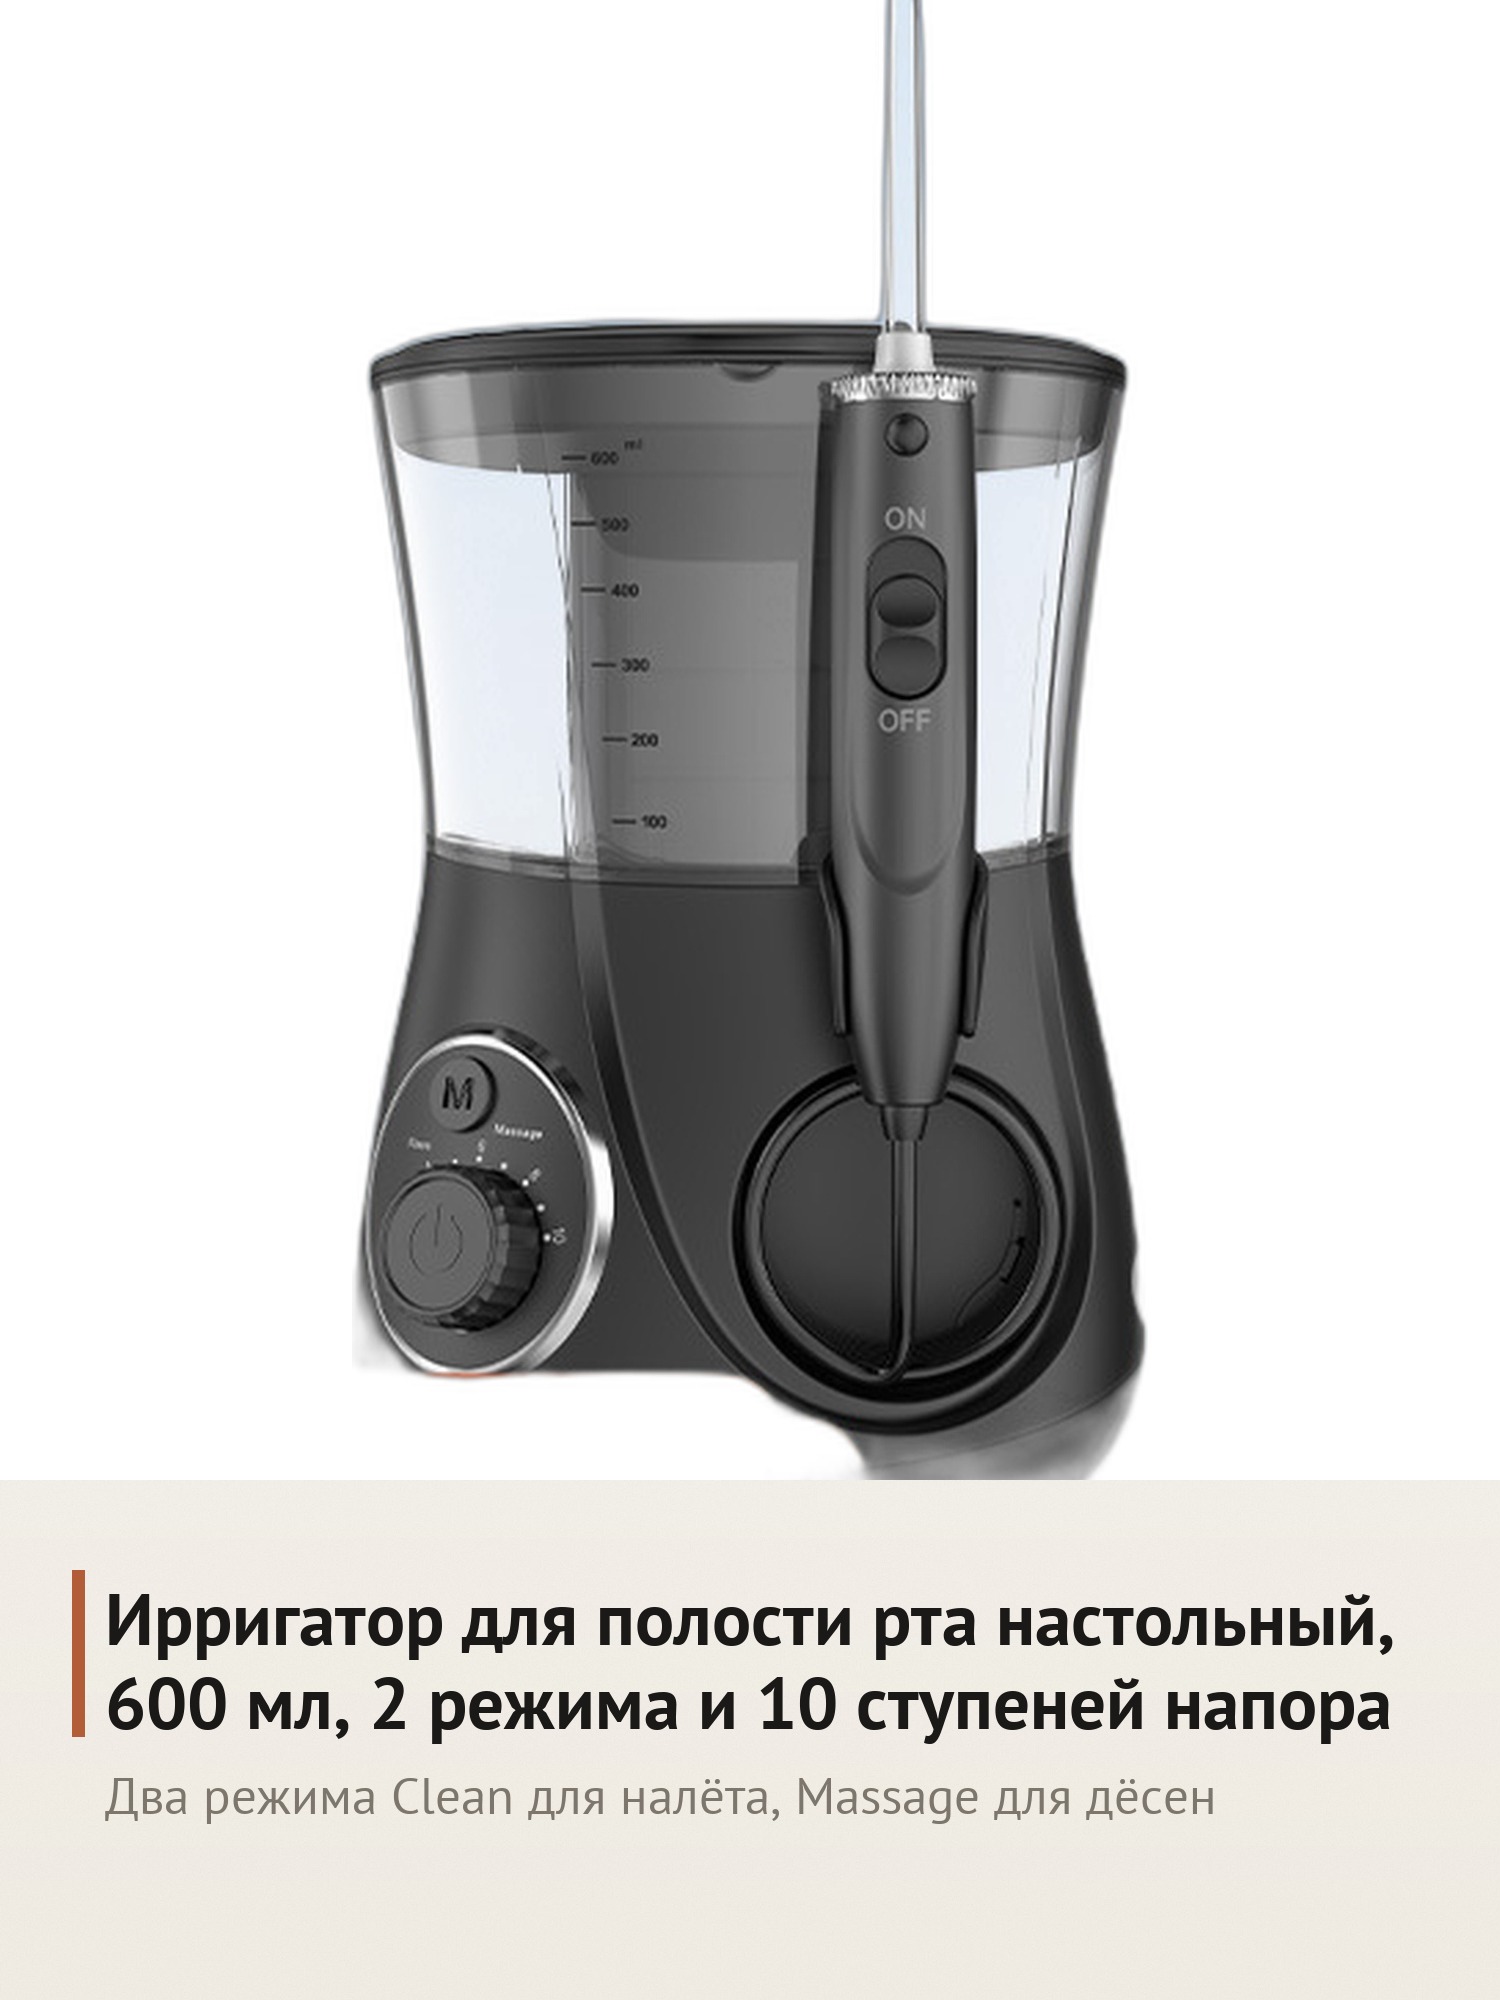 600 ml
500
400
300
200
100
ON
OFF
M
Massage
10
Ирригатор для полости рта настольный,
600 мл, 2 режима и 10 ступеней напора
Два режима Clean для налёта, Massage для дёсен